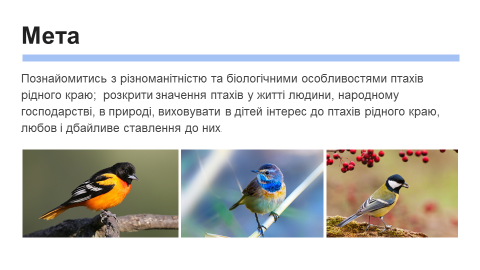 Мета
Познайомитись з різноманітністю та біологічними особливостями птахів
рідного краю;  розкрити значення птахів у житті людини, народному
господарстві, в природі, виховувати в дітей інтерес до птахів рідного краю,
любов і дбайливе ставлення до них